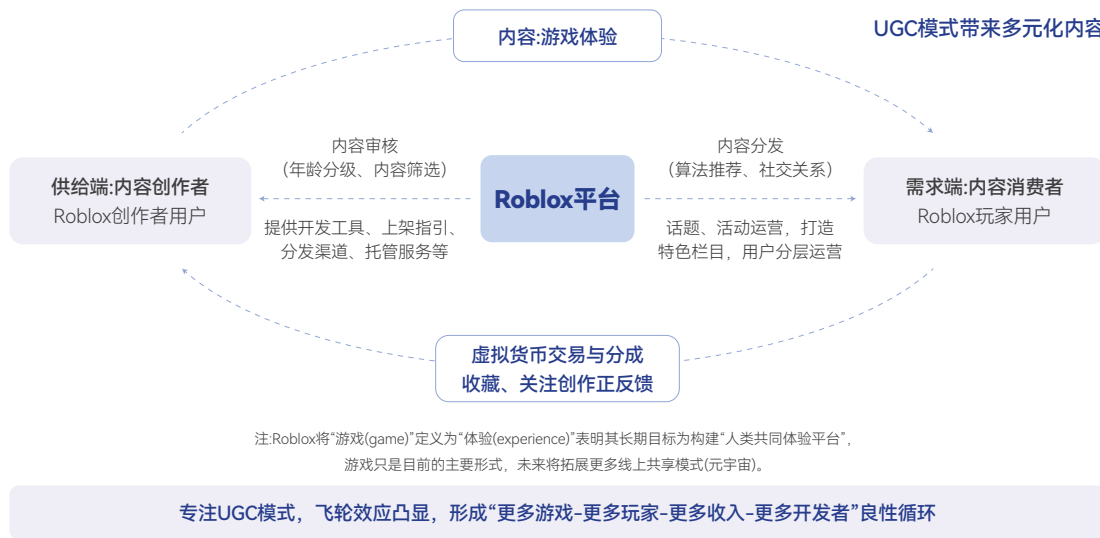 UGC模式带来多元化内容
内容:游戏体验
内容审核
（年龄分级、内容筛选）
内容分发
（算法推荐、社交关系）
供给端:内容创作者
Roblox创作者用户
Roblox平台
需求端:内容消费者
Roblox玩家用户
提供开发工具、上架指引、
分发渠道、托管服务等
话题、活动运营，打造
特色栏目，用户分层运营
虚拟货币交易与分成
收藏、关注创作正反馈
注:Roblox将“游戏(game)”定义为“体验(experience)”表明其长期目标为构建“人类共同体验平台”，
游戏只是目前的主要形式，未来将拓展更多线上共享模式(元宇宙)。
专注UGC模式，飞轮效应凸显，形成“更多游戏-更多玩家-更多收入-更多开发者”良性循环